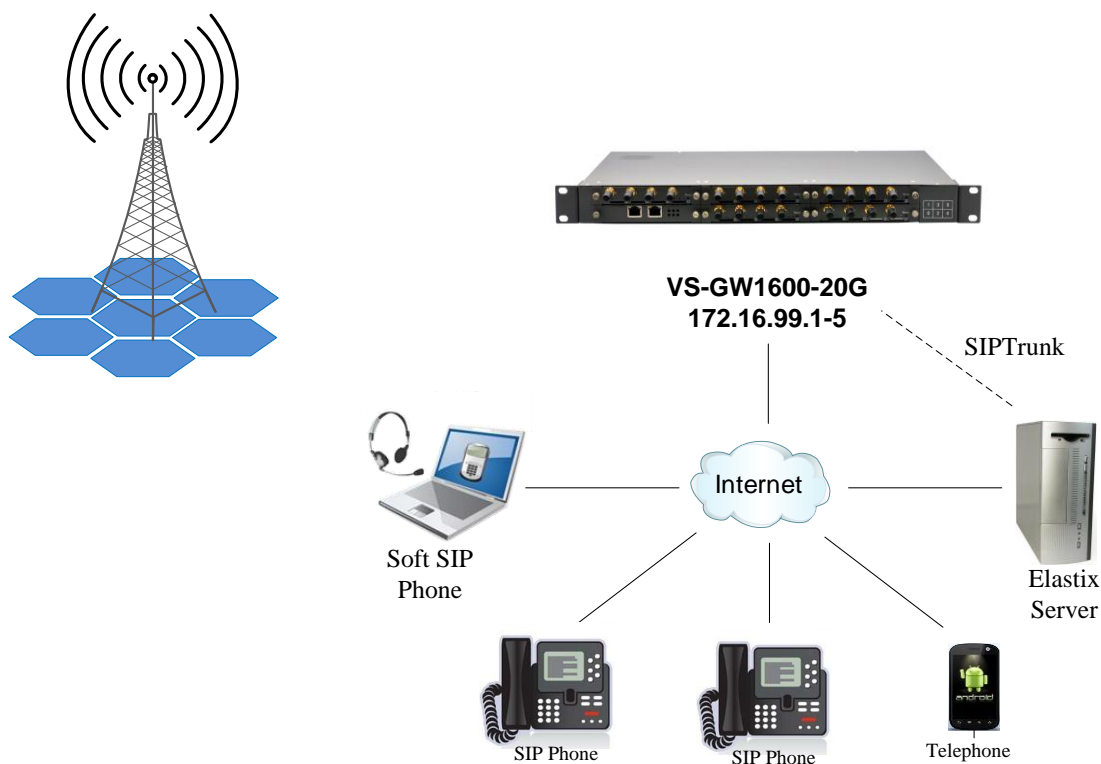 VS-GW1600-20G
172.16.99.1-5
SIPTrunk
Internet
Soft SIP
Phone
Elastix
Server
android
SIP Phone
SIP Phone
Telephone